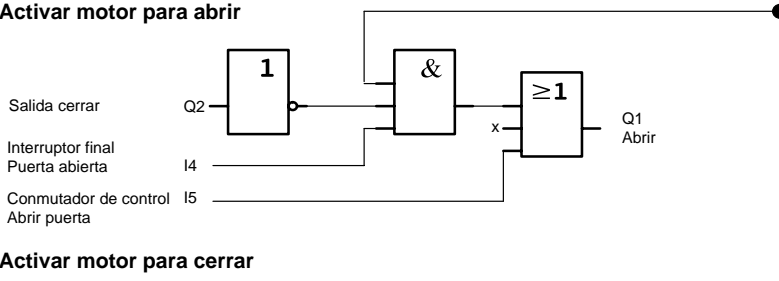 Activar motor para abrir
1
&
≥1
Salida cerrar Q2
x
Q1
Abrir
Interruptor final
Puerta abierta I4
Conmutador de control I5
Abrir puerta
Activar motor para cerrar